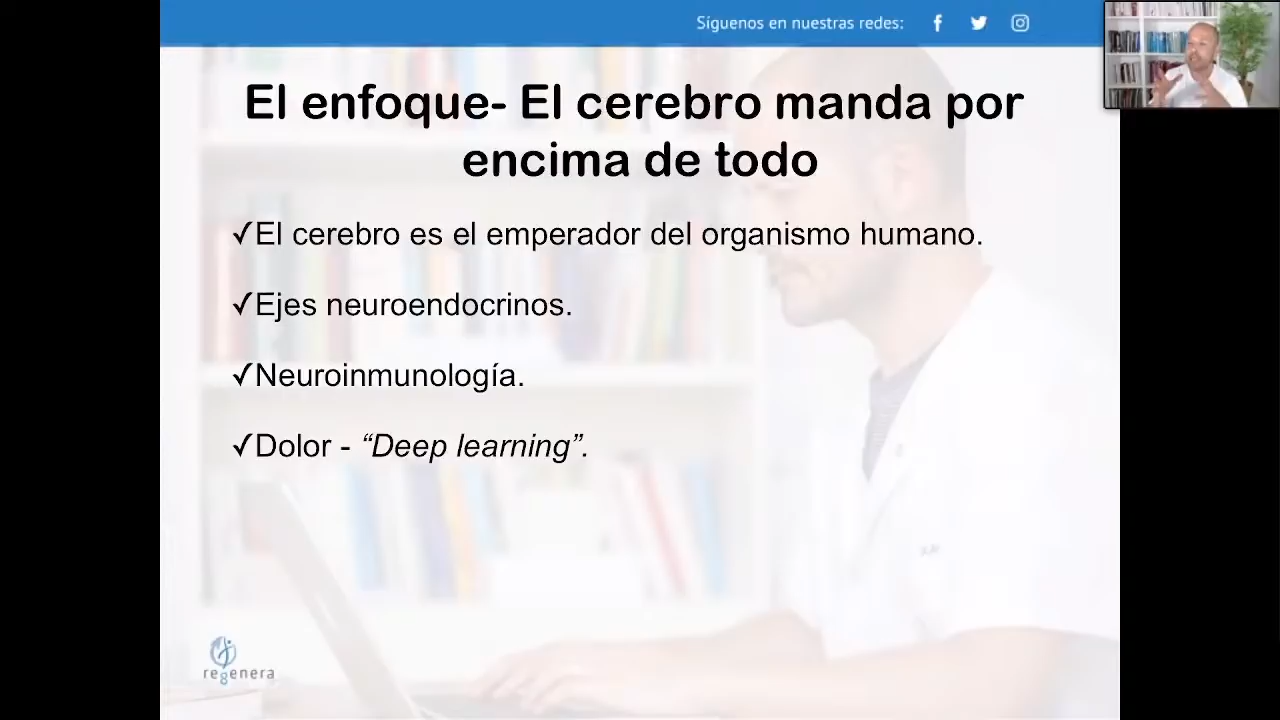 Síguenos en nuestras redes:
El enfoque- El cerebro manda por
encima de todo
✓El cerebro es el emperador del organismo humano.
✓Ejes neuroendocrinos.
✓Neuroinmunología.
✓Dolor - “Deep learning”.
regenera